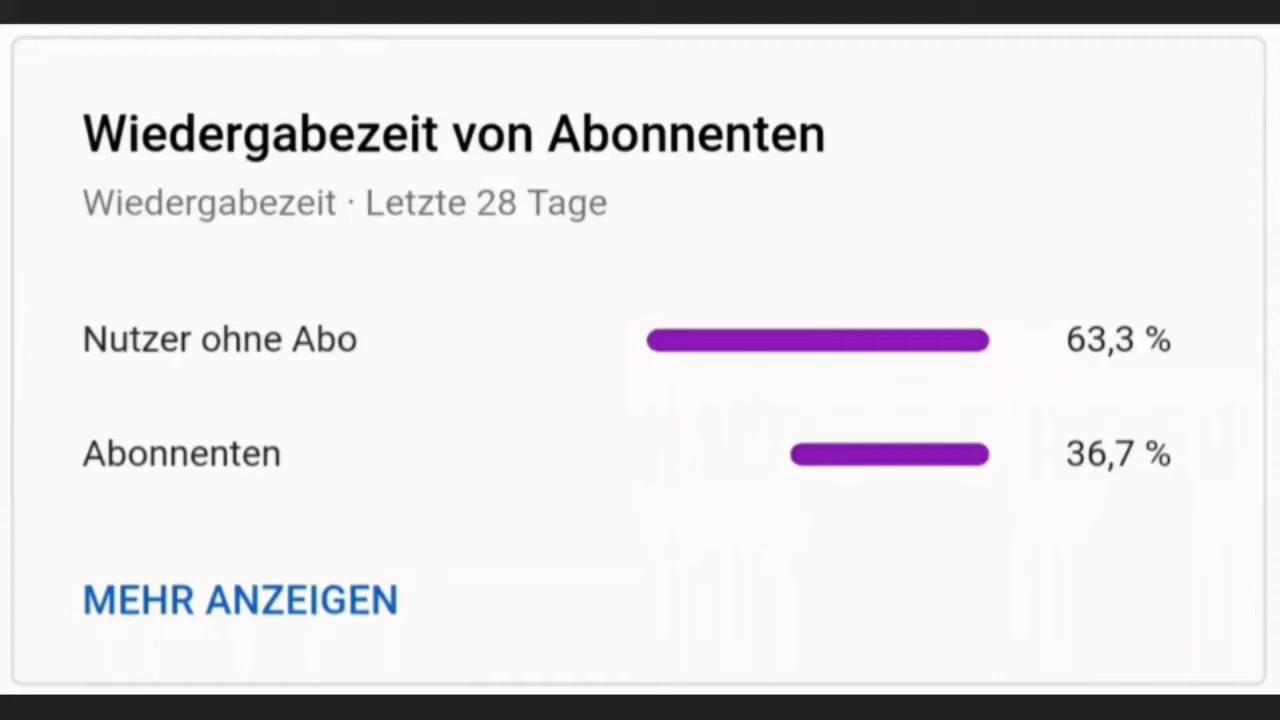 Wiedergabezeit von Abonnenten
Wiedergabezeit · Letzte 28 Tage
Nutzer ohne Abo 63,3 %
Abonnenten 36,7 %
MEHR ANZEIGEN